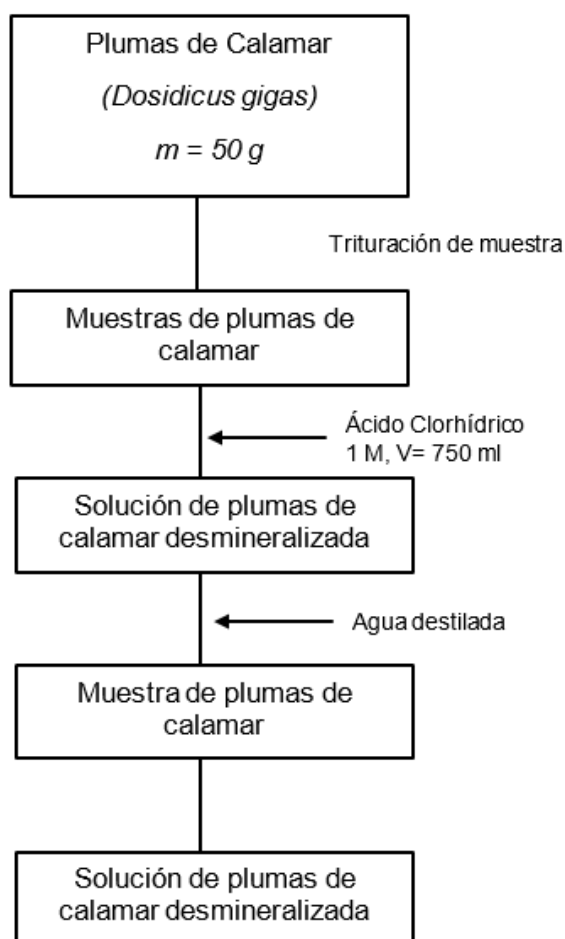 Plumas de Calamar
(Dosidicus gigas)
m = 50 g
Trituración de muestra
Muestras de plumas de
calamar
Ácido Clorhídrico
1 M, V= 750 ml
Solución de plumas de
calamar desmineralizada
Agua destilada
Muestra de plumas de
calamar
Solución de plumas de
calamar desmineralizada